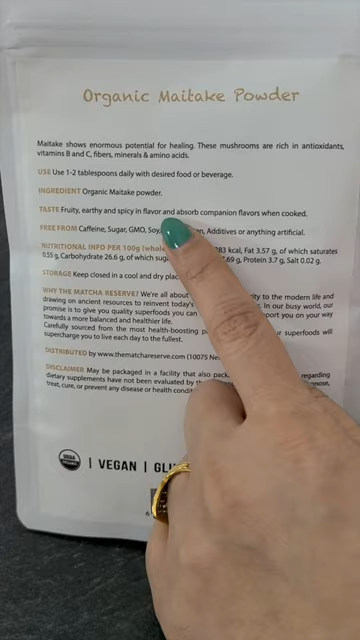 Organic Maitake Powder
Maitake shows enormous potential for healing. These mushrooms are rich in antioxidants,
vitamins B and C, fibers, minerals & amino acids.
USE Use 1-2 tablespoons daily with desired food or beverage.
INGREDIENT Organic Maitake powder.
TASTE Fruity, earthy and spicy in flavor and absorb companion flavors when cooked.
FREE FROM Caffeine, Sugar, GMO, Soy, Additives or anything artificial.
NUTRITIONAL INFO PER 100g (whole 283 kcal, Fat 3.57 g, of which saturates
0.55 g, Carbohydrate 26.6 g, of which Protein 3.7 g, Salt 0.02 g.
STORAGE Keep closed in a cool and dry
WHY THE MATCHA RESERVE? We're all about to the modern life and
drawing on ancient resources to reinvent today's In our busy world, our
promise is to give you quality superfoods you can you on your way
towards a more balanced and healthier life.
Carefully sourced from the most health-boosting superfoods will
supercharge you to live each day to the fullest.
DISTRIBUTED by www.thematchareserve.com (10075
DISCLAIMER May be packaged in a facility that also regarding
dietary supplements have not been evaluated by
treat, cure, or prevent any disease or health
USDA ORGANIC | VEGAN |